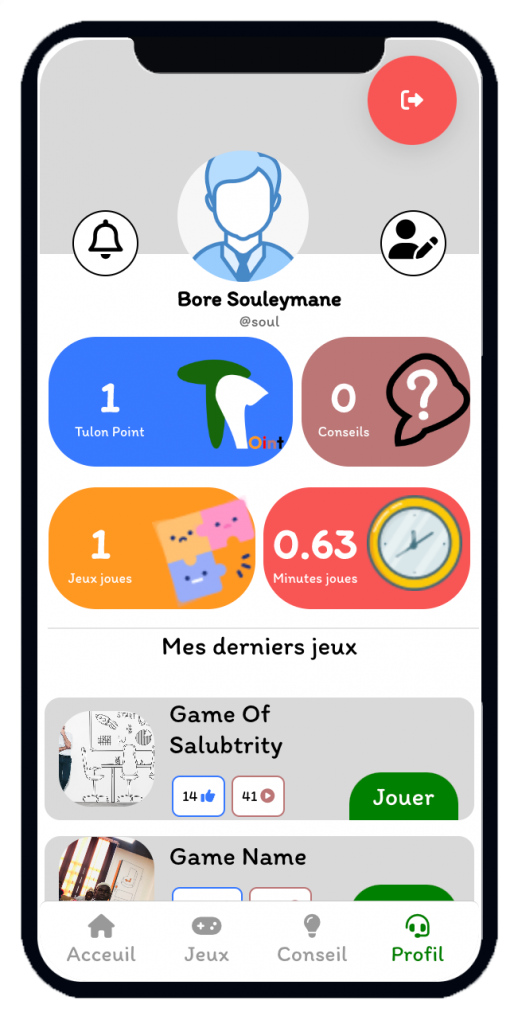 Bore Souleymane
@soul
1
Tulon Point
Oint
0
Conseils
?
1
Jeux joues
0.63
Minutes joues
Mes derniers jeux
Game Of
Salubtrity
14
41
Jouer
Game Name
Acceuil
Jeux
Conseil
Profil